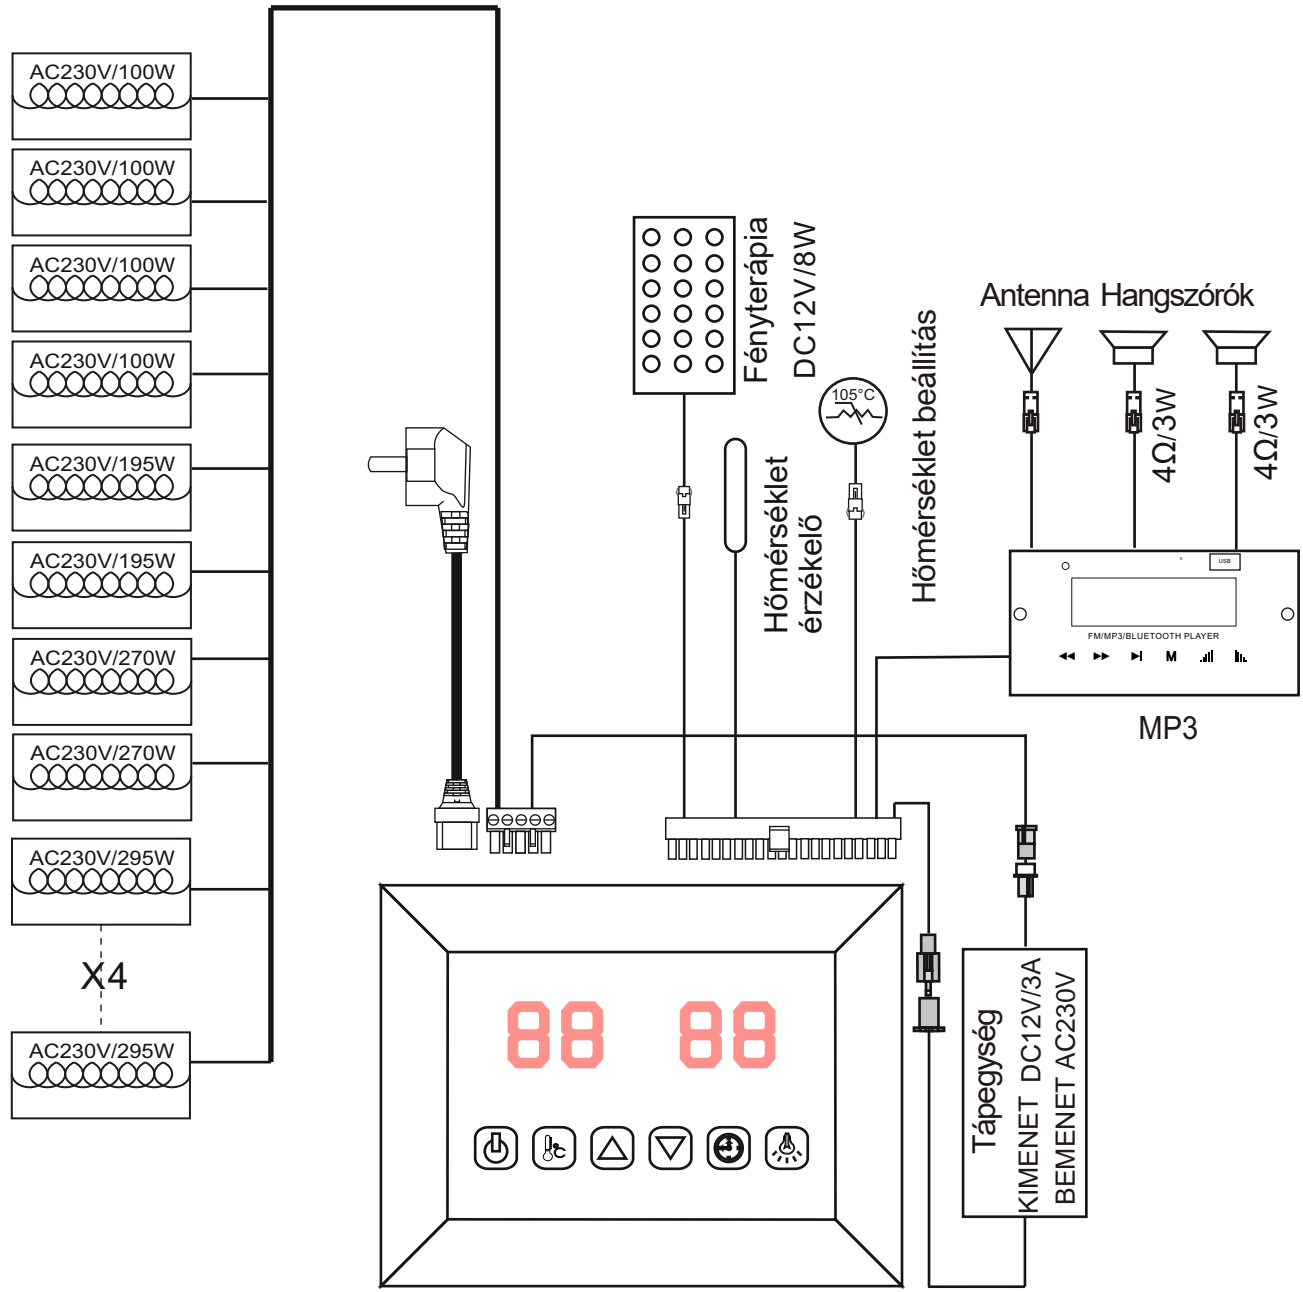 AC230V/100W
AC230V/100W
AC230V/100W
AC230V/100W
AC230V/195W
AC230V/195W
AC230V/270W
AC230V/270W
AC230V/295W
X4
AC230V/295W
Fényterápia
DC12V/8W
Hőmérséklet
érzékelő
105°C
Hőmérséklet beállítás
Antenna Hangszórók
4Ω/3W
4Ω/3W
USB
FM/MP3/BLUETOOTH PLAYER
M
MP3
88 88
°C
Tápegység
KIMENET DC12V/3A
BEMENET AC230V